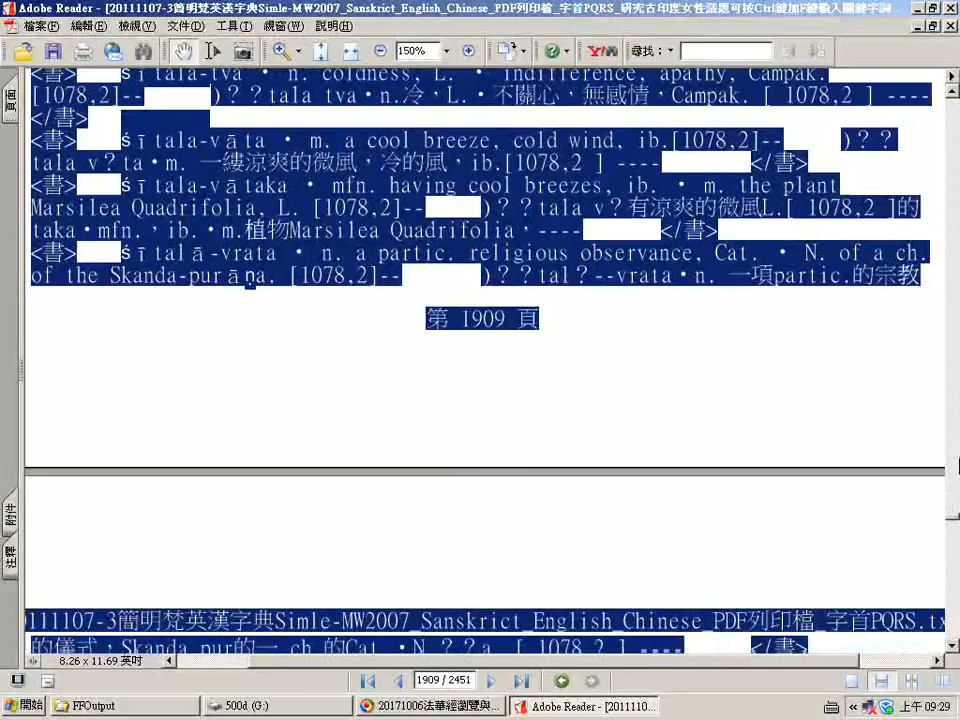 Adobe Reader - [20111107-3簡明梵英漢字典Simle-MW2007_Sanskrict_English_Chinese_PDF列印檔_字首PQRS_研究古印度女性議題可按Ctrl鍵加F鍵輸入關鍵字詞
檔案(F) 編輯(E) 檢視(V) 文件(D) 工具(T) 視窗(W) 說明(H)
150% 尋找：
頁面
<書> śītala-tva • n. coldness, L. • indifference, apathy, Campak.
[1078,2]-- )？？tala tva•n.冷，L.•不關心，無感情，Campak. [ 1078,2 ] ----
</書>
<書> śītala-vāta • m. a cool breeze, cold wind, ib.[1078,2]-- )？？
tala v？ta•m. 一縷涼爽的微風，冷的風，ib.[1078,2 ] ---- </書>
<書> śītala-vātaka • mfn. having cool breezes, ib. • m. the plant
Marsilea Quadrifolia, L. [1078,2]-- )？？tala v？有涼爽的微風L.[ 1078,2 ]的
taka•mfn.，ib.•m.植物Marsilea Quadrifolia，---- </書>
<書> śītalā-vrata • n. a partic. religious observance, Cat. • N. of a ch.
of the Skanda-purāṇa. [1078,2]-- )？？tal？--vrata•n. 一項partic.的宗教
第 1909 頁
附件
注釋
0111107-3簡明梵英漢字典Simle-MW2007_Sanskrict_English_Chinese_PDF列印檔_字首PQRS.tx
的儀式，Skanda pur的一 ch.的Cat.•N.？？a. [ 1078,2 ] ---- </書>
8.26 x 11.69 英吋
1909 / 2451
開始 FFOutput 500d (G:) 20171006法華經瀏覽與... Adobe Reader - [2011110... 上午 09:29